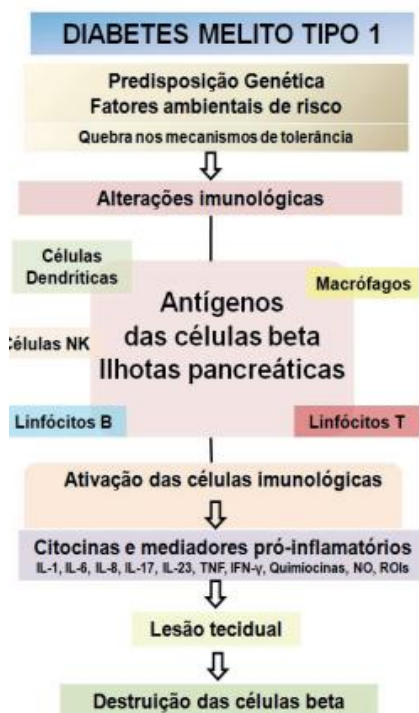 DIABETES MELITO TIPO 1
Predisposição Genética
Fatores ambientais de risco
Quebra nos mecanismos de tolerância
Alterações imunológicas
Células
Dendríticas
Macrófagos
Antígenos
das células beta
Ilhotas pancreáticas
Células NK
Linfócitos B
Linfócitos T
Ativação das células imunológicas
Citocinas e mediadores pró-inflamatórios
IL-1, IL-6, IL-8, IL-17, IL-23, TNF, IFN-γ, Quimiocinas, NO, ROIs
Lesão tecidual
Destruição das células beta